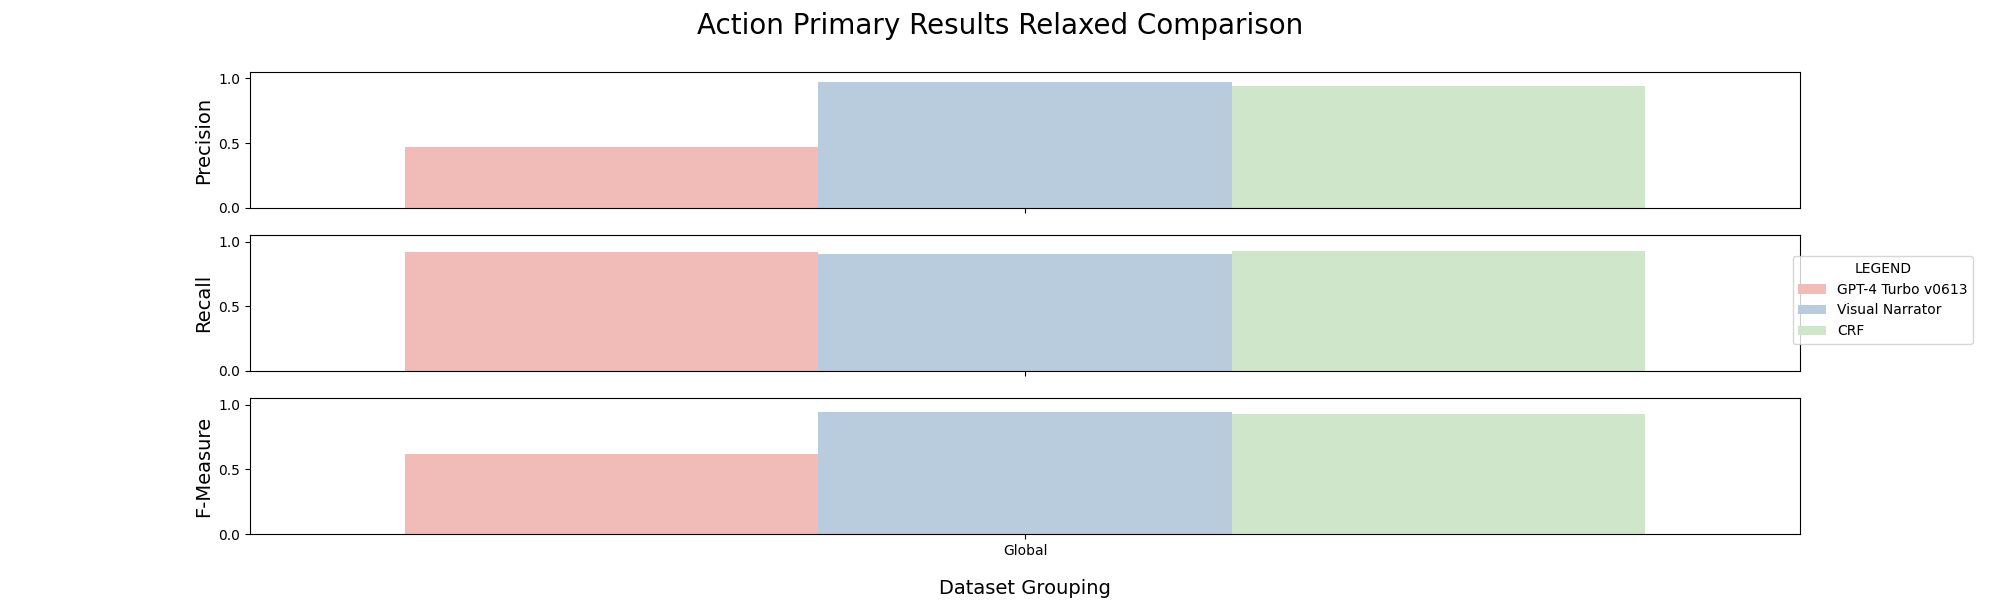 Action Primary Results Relaxed Comparison
1.0
0.5
0.0
Precision
1.0
0.5
0.0
Recall
LEGEND
GPT-4 Turbo v0613
Visual Narrator
CRF
1.0
0.5
0.0
F-Measure
Global
Dataset Grouping